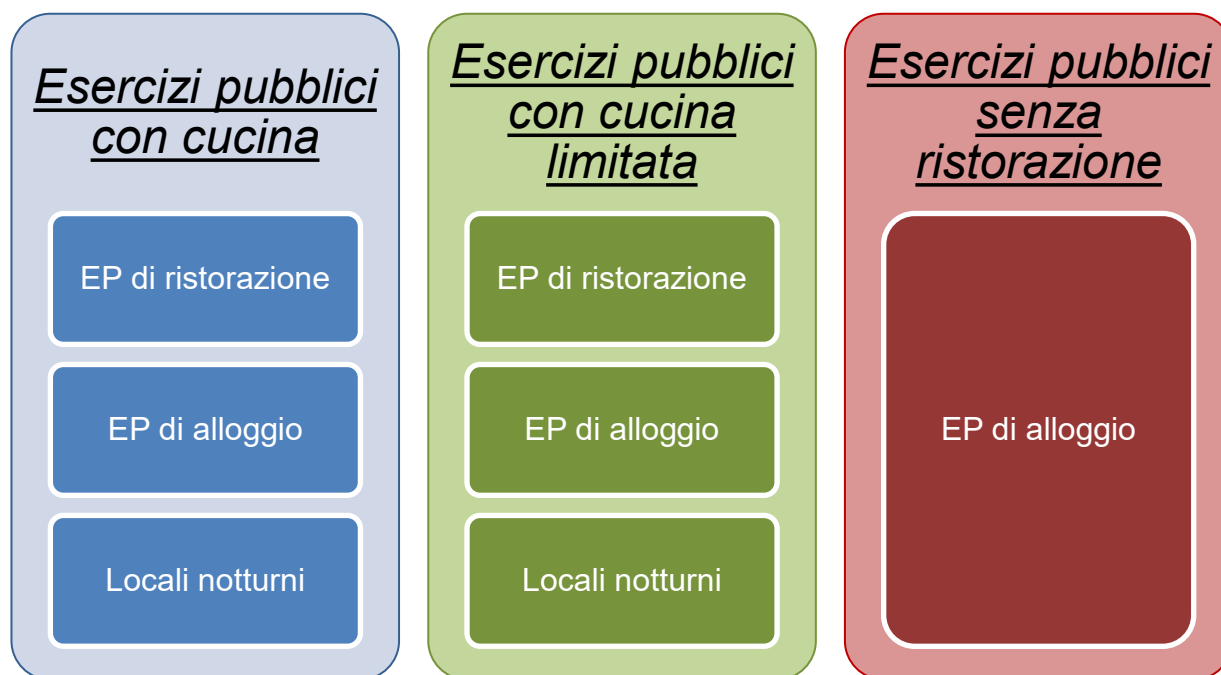 Esercizi pubblici
con cucina
EP di ristorazione
EP di alloggio
Locali notturni
Esercizi pubblici
con cucina
limitata
EP di ristorazione
EP di alloggio
Locali notturni
Esercizi pubblici
senza
ristorazione
EP di alloggio